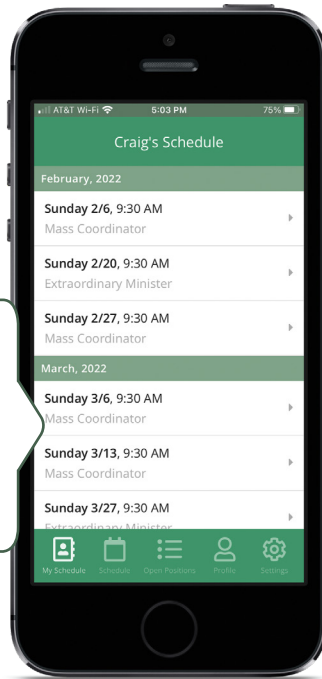 AT&T Wi-Fi 5:03 PM 75%
Craig's Schedule
February, 2022
Sunday 2/6, 9:30 AM
Mass Coordinator
Sunday 2/20, 9:30 AM
Extraordinary Minister
Sunday 2/27, 9:30 AM
Mass Coordinator
March, 2022
Sunday 3/6, 9:30 AM
Mass Coordinator
Sunday 3/13, 9:30 AM
Mass Coordinator
Sunday 3/27, 9:30 AM
Extraordinary Minister
My Schedule Schedule Open Positions Profile Settings